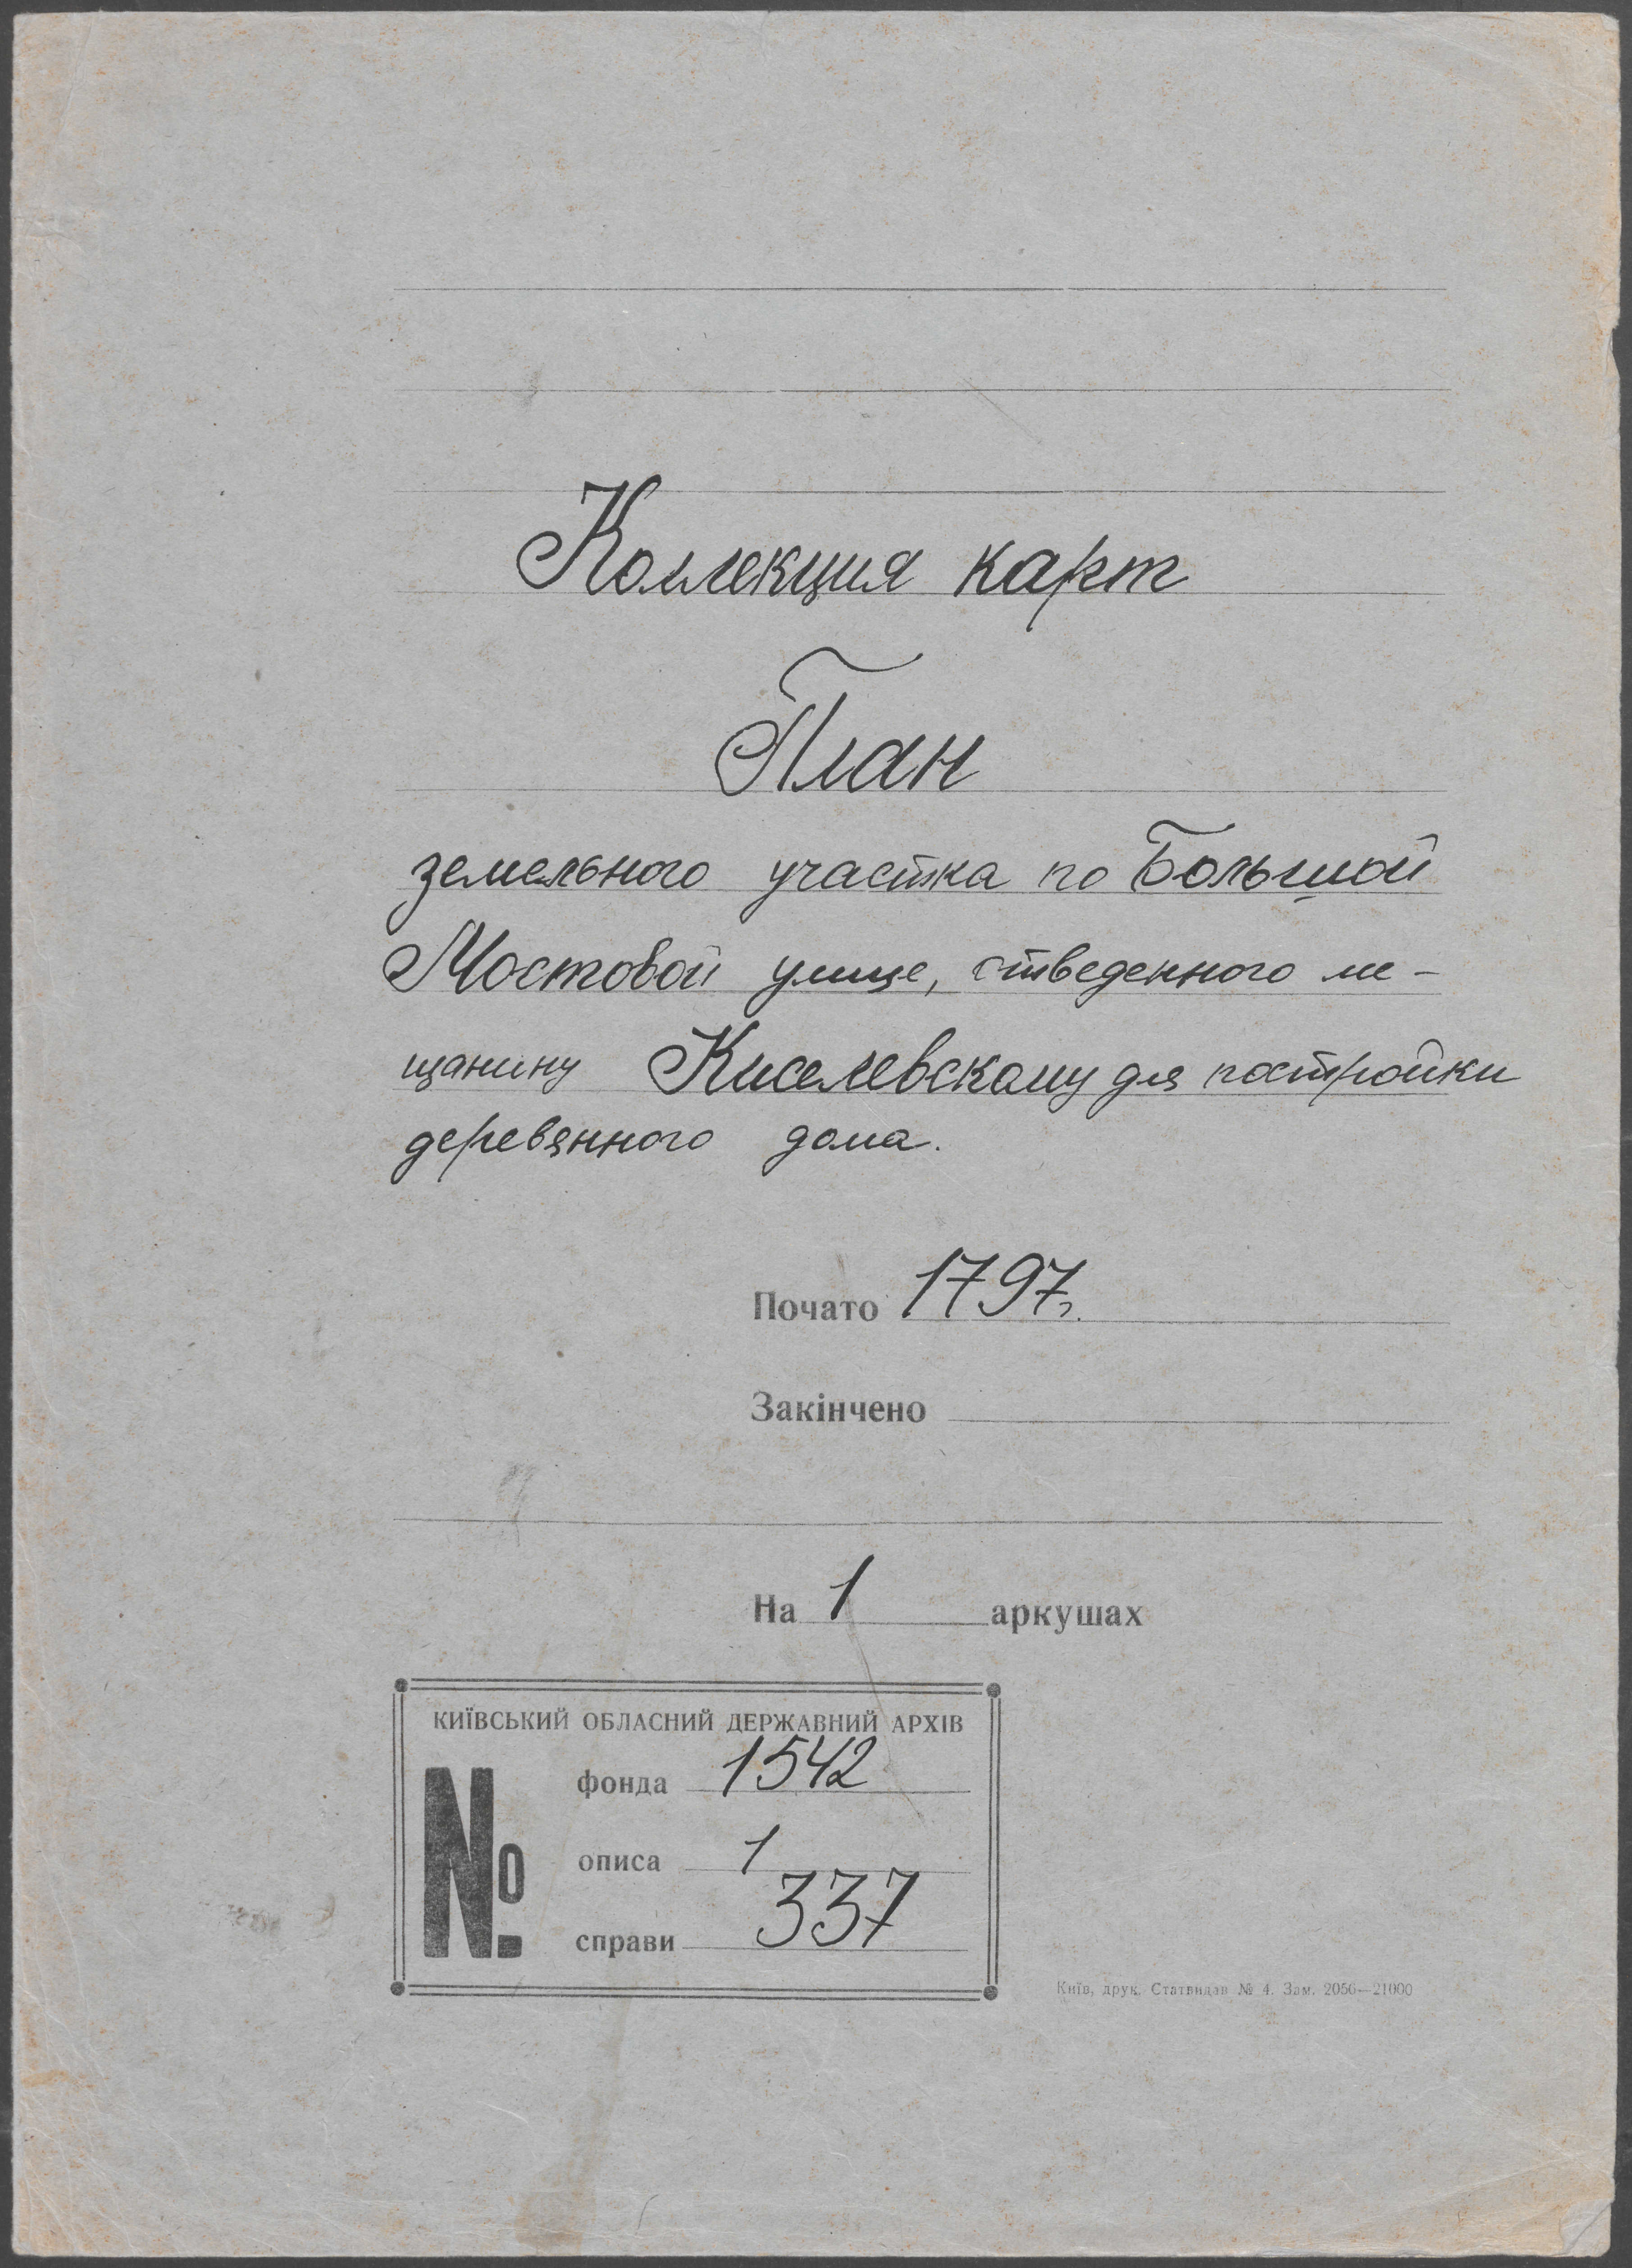 Коллекция карт
План
земельного участка по Большой
Мостовой улице, отведенного ме-
щанину Киселевскому для постройки
деревянного дома.
Почато 1797г.
Закінчено
На 1 аркушах
КИЇВСЬКИЙ ОБЛАСНИЙ ДЕРЖАВНИЙ АРХІВ
№
фонда 1542
описа 1
справи 337
Київ, друк. Статвидав № 4. Зам. 2056—21000